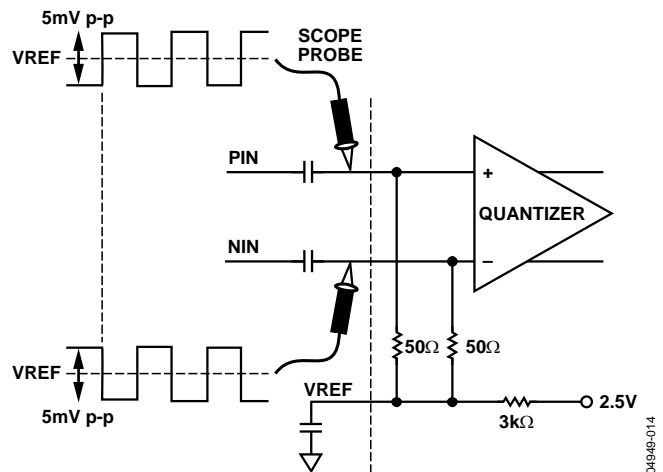 5mV p-p
VREF
SCOPE
PROBE
PIN
+
QUANTIZER
NIN
−
50Ω
50Ω
VREF
5mV p-p
VREF
2.5V
3kΩ
04949-014